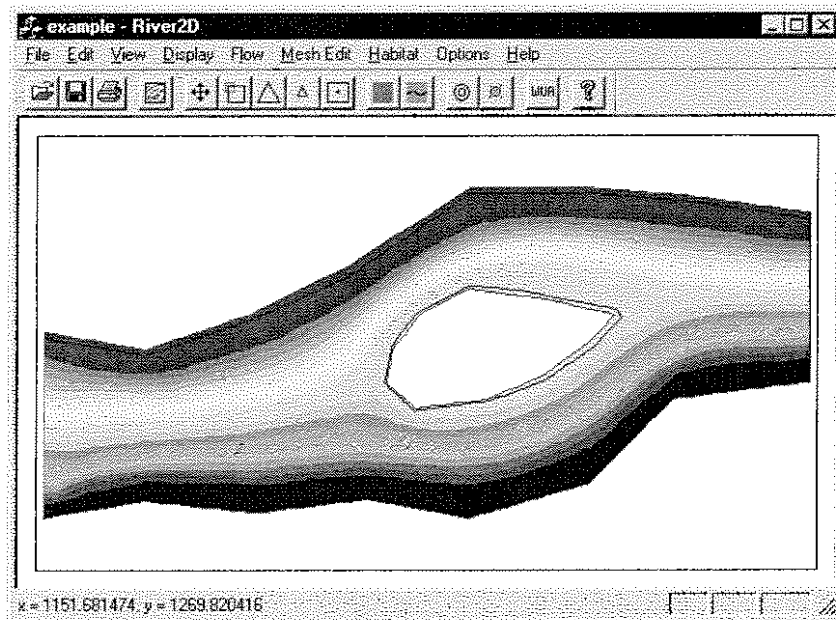 example - River2D
File Edit View Display Flow Mesh Edit Habitat Options Help
WUA ?
x = 1151.681474, y = 1269.820416